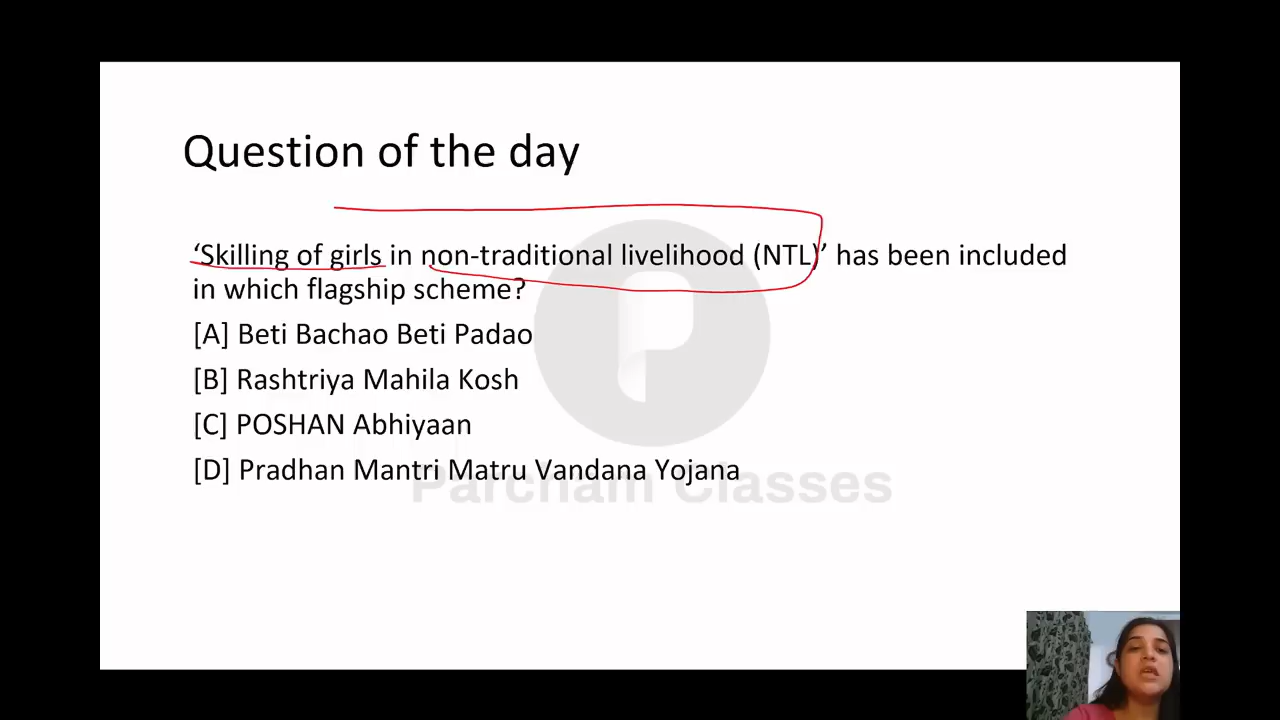 Question of the day
‘Skilling of girls in non-traditional livelihood (NTL)’ has been included
in which flagship scheme?
[A] Beti Bachao Beti Padao
[B] Rashtriya Mahila Kosh
[C] POSHAN Abhiyaan
[D] Pradhan Mantri Matru Vandana Yojana
Parcham Classes